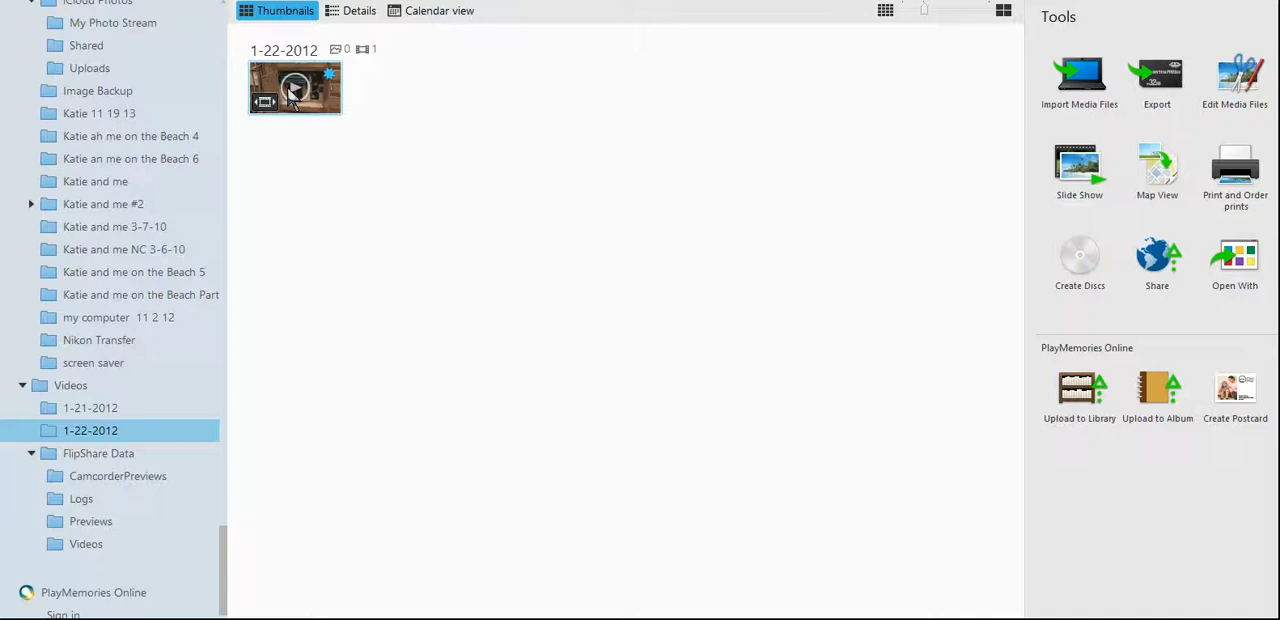 iCloud Photos
My Photo Stream
Shared
Uploads
Image Backup
Katie 11 19 13
Katie ah me on the Beach 4
Katie an me on the Beach 6
Katie and me
Katie and me #2
Katie and me 3-7-10
Katie and me NC 3-6-10
Katie and me on the Beach 5
Katie and me on the Beach Part
my computer 11 2 12
Nikon Transfer
screen saver
Videos
1-21-2012
1-22-2012
FlipShare Data
CamcorderPreviews
Logs
Previews
Videos
PlayMemories Online
Sign in
Thumbnails
Details
Calendar view
1-22-2012 0 1
Tools
Import Media Files
Export
Edit Media Files
Slide Show
Map View
Print and Order
prints
Create Discs
Share
Open With
PlayMemories Online
Upload to Library
Upload to Album
Create Postcard